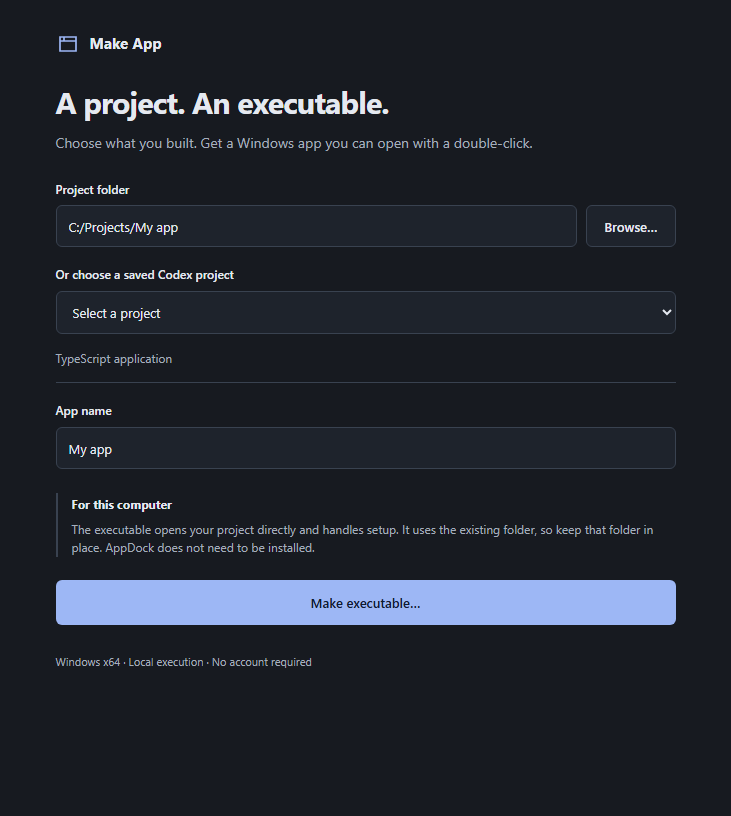 Make App
A project. An executable.
Choose what you built. Get a Windows app you can open with a double-click.
Project folder
C:/Projects/My app
Browse...
Or choose a saved Codex project
Select a project
TypeScript application
App name
My app
For this computer
The executable opens your project directly and handles setup. It uses the existing folder, so keep that folder in
place. AppDock does not need to be installed.
Make executable...
Windows x64 · Local execution · No account required